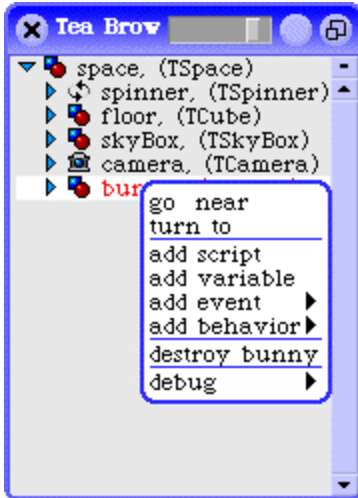 Tea Brow
space, (TSpace)
spinner, (TSpinner)
floor, (TCube)
skyBox, (TSkyBox)
camera, (TCamera)
go near
turn to
add script
add variable
add event
add behavior
destroy bunny
debug